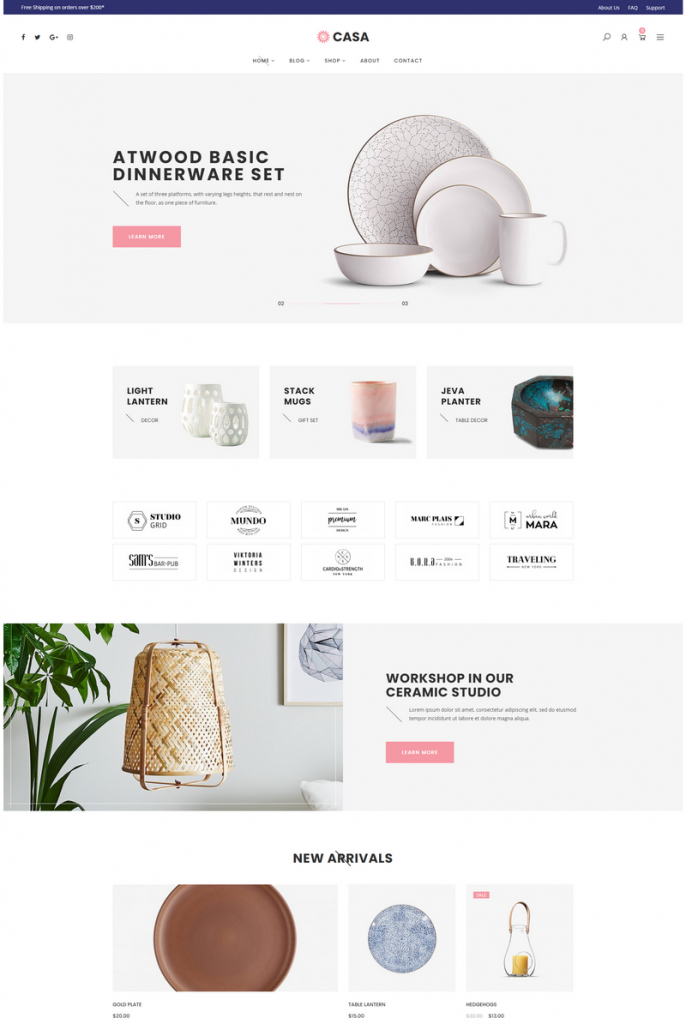 Free Shipping on orders over $200*
About Us FAQ Support
CASA
0
HOME BLOG SHOP ABOUT CONTACT
ATWOOD BASIC
DINNERWARE SET
A set of three platforms, with varying legs heights, that rest and nest on
the floor, as one piece of furniture.
LEARN MORE
02 03
LIGHT
LANTERN
DECOR
STACK
MUGS
GIFT SET
JEVA
PLANTER
TABLE DECOR
S STUDIO
GRID
MUNDO
premium
DESIGN
MARC PLAIS
FASHION
M urban world
MARA
SAM'S BAR-PUB
VIKTORIA
WINTERS
DESIGN
CARDIO&STRENGTH
NEW YORK
FASHION
TRAVELING
NEW YORK
WORKSHOP IN OUR
CERAMIC STUDIO
Lorem ipsum dolor sit amet, consectetur adipiscing elit, sed do eiusmod
tempor incididunt ut labore et dolore magna aliqua.
LEARN MORE
NEW ARRIVALS
SALE
GOLD PLATE
$20.00
TABLE LANTERN
$15.00
HEDGEHOGS
$13.00